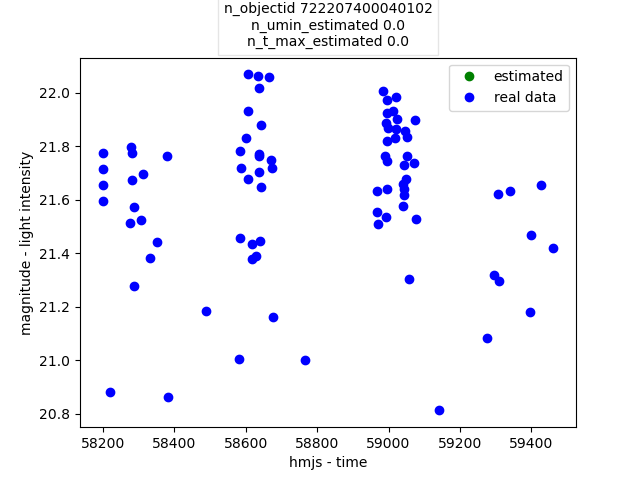 n_objectid 722207400040102
n_umin_estimated 0.0
n_t_max_estimated 0.0
estimated
real data
22.0
21.8
21.6
21.4
21.2
21.0
20.8
magnitude - light intensity
58200 58400 58600 58800 59000 59200 59400
hmjs - time